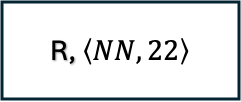 R, ⟨NN, 22⟩